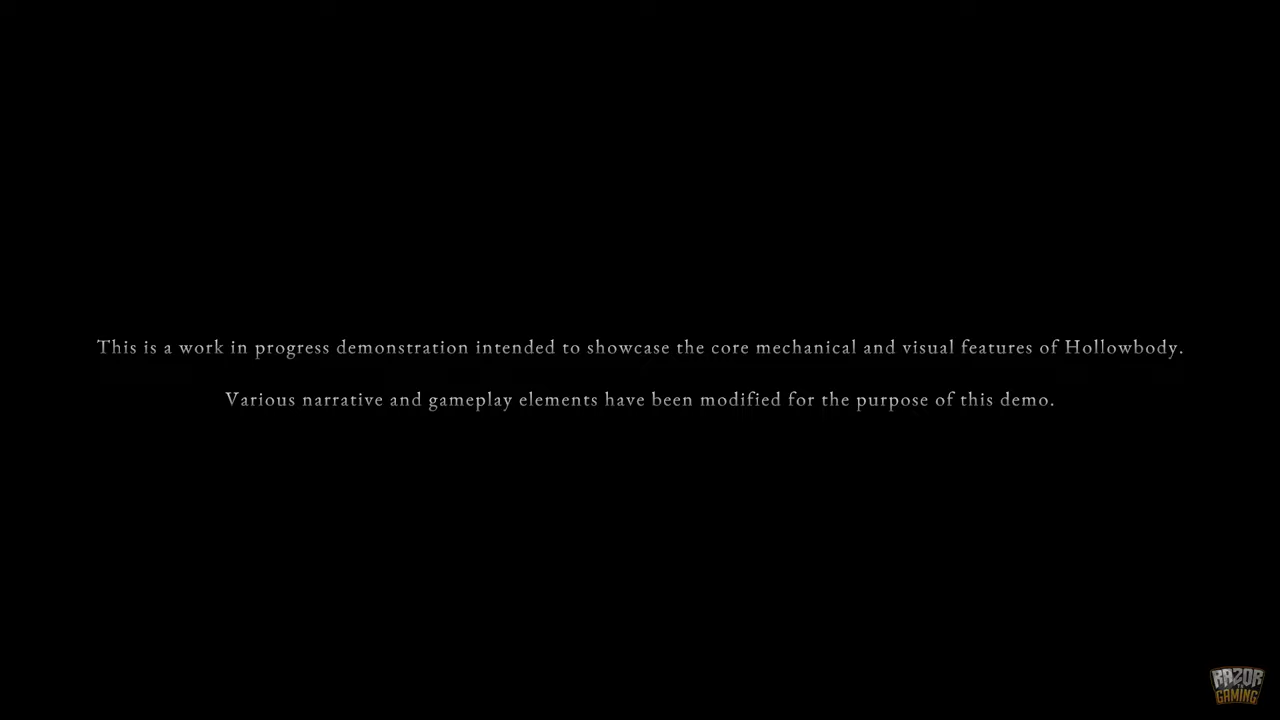 This is a work in progress demonstration intended to showcase the core mechanical and visual features of Hollowbody.
Various narrative and gameplay elements have been modified for the purpose of this demo.
RAZOR
GAMING